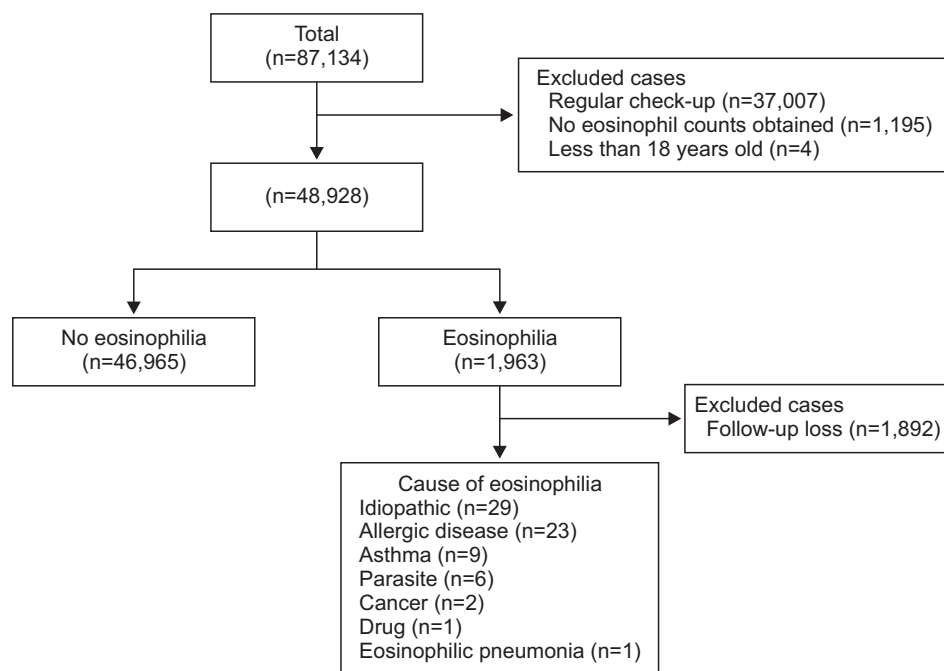 Total
(n=87,134)
Excluded cases
Regular check-up (n=37,007)
No eosinophil counts obtained (n=1,195)
Less than 18 years old (n=4)
(n=48,928)
No eosinophilia
(n=46,965)
Eosinophilia
(n=1,963)
Excluded cases
Follow-up loss (n=1,892)
Cause of eosinophilia
Idiopathic (n=29)
Allergic disease (n=23)
Asthma (n=9)
Parasite (n=6)
Cancer (n=2)
Drug (n=1)
Eosinophilic pneumonia (n=1)